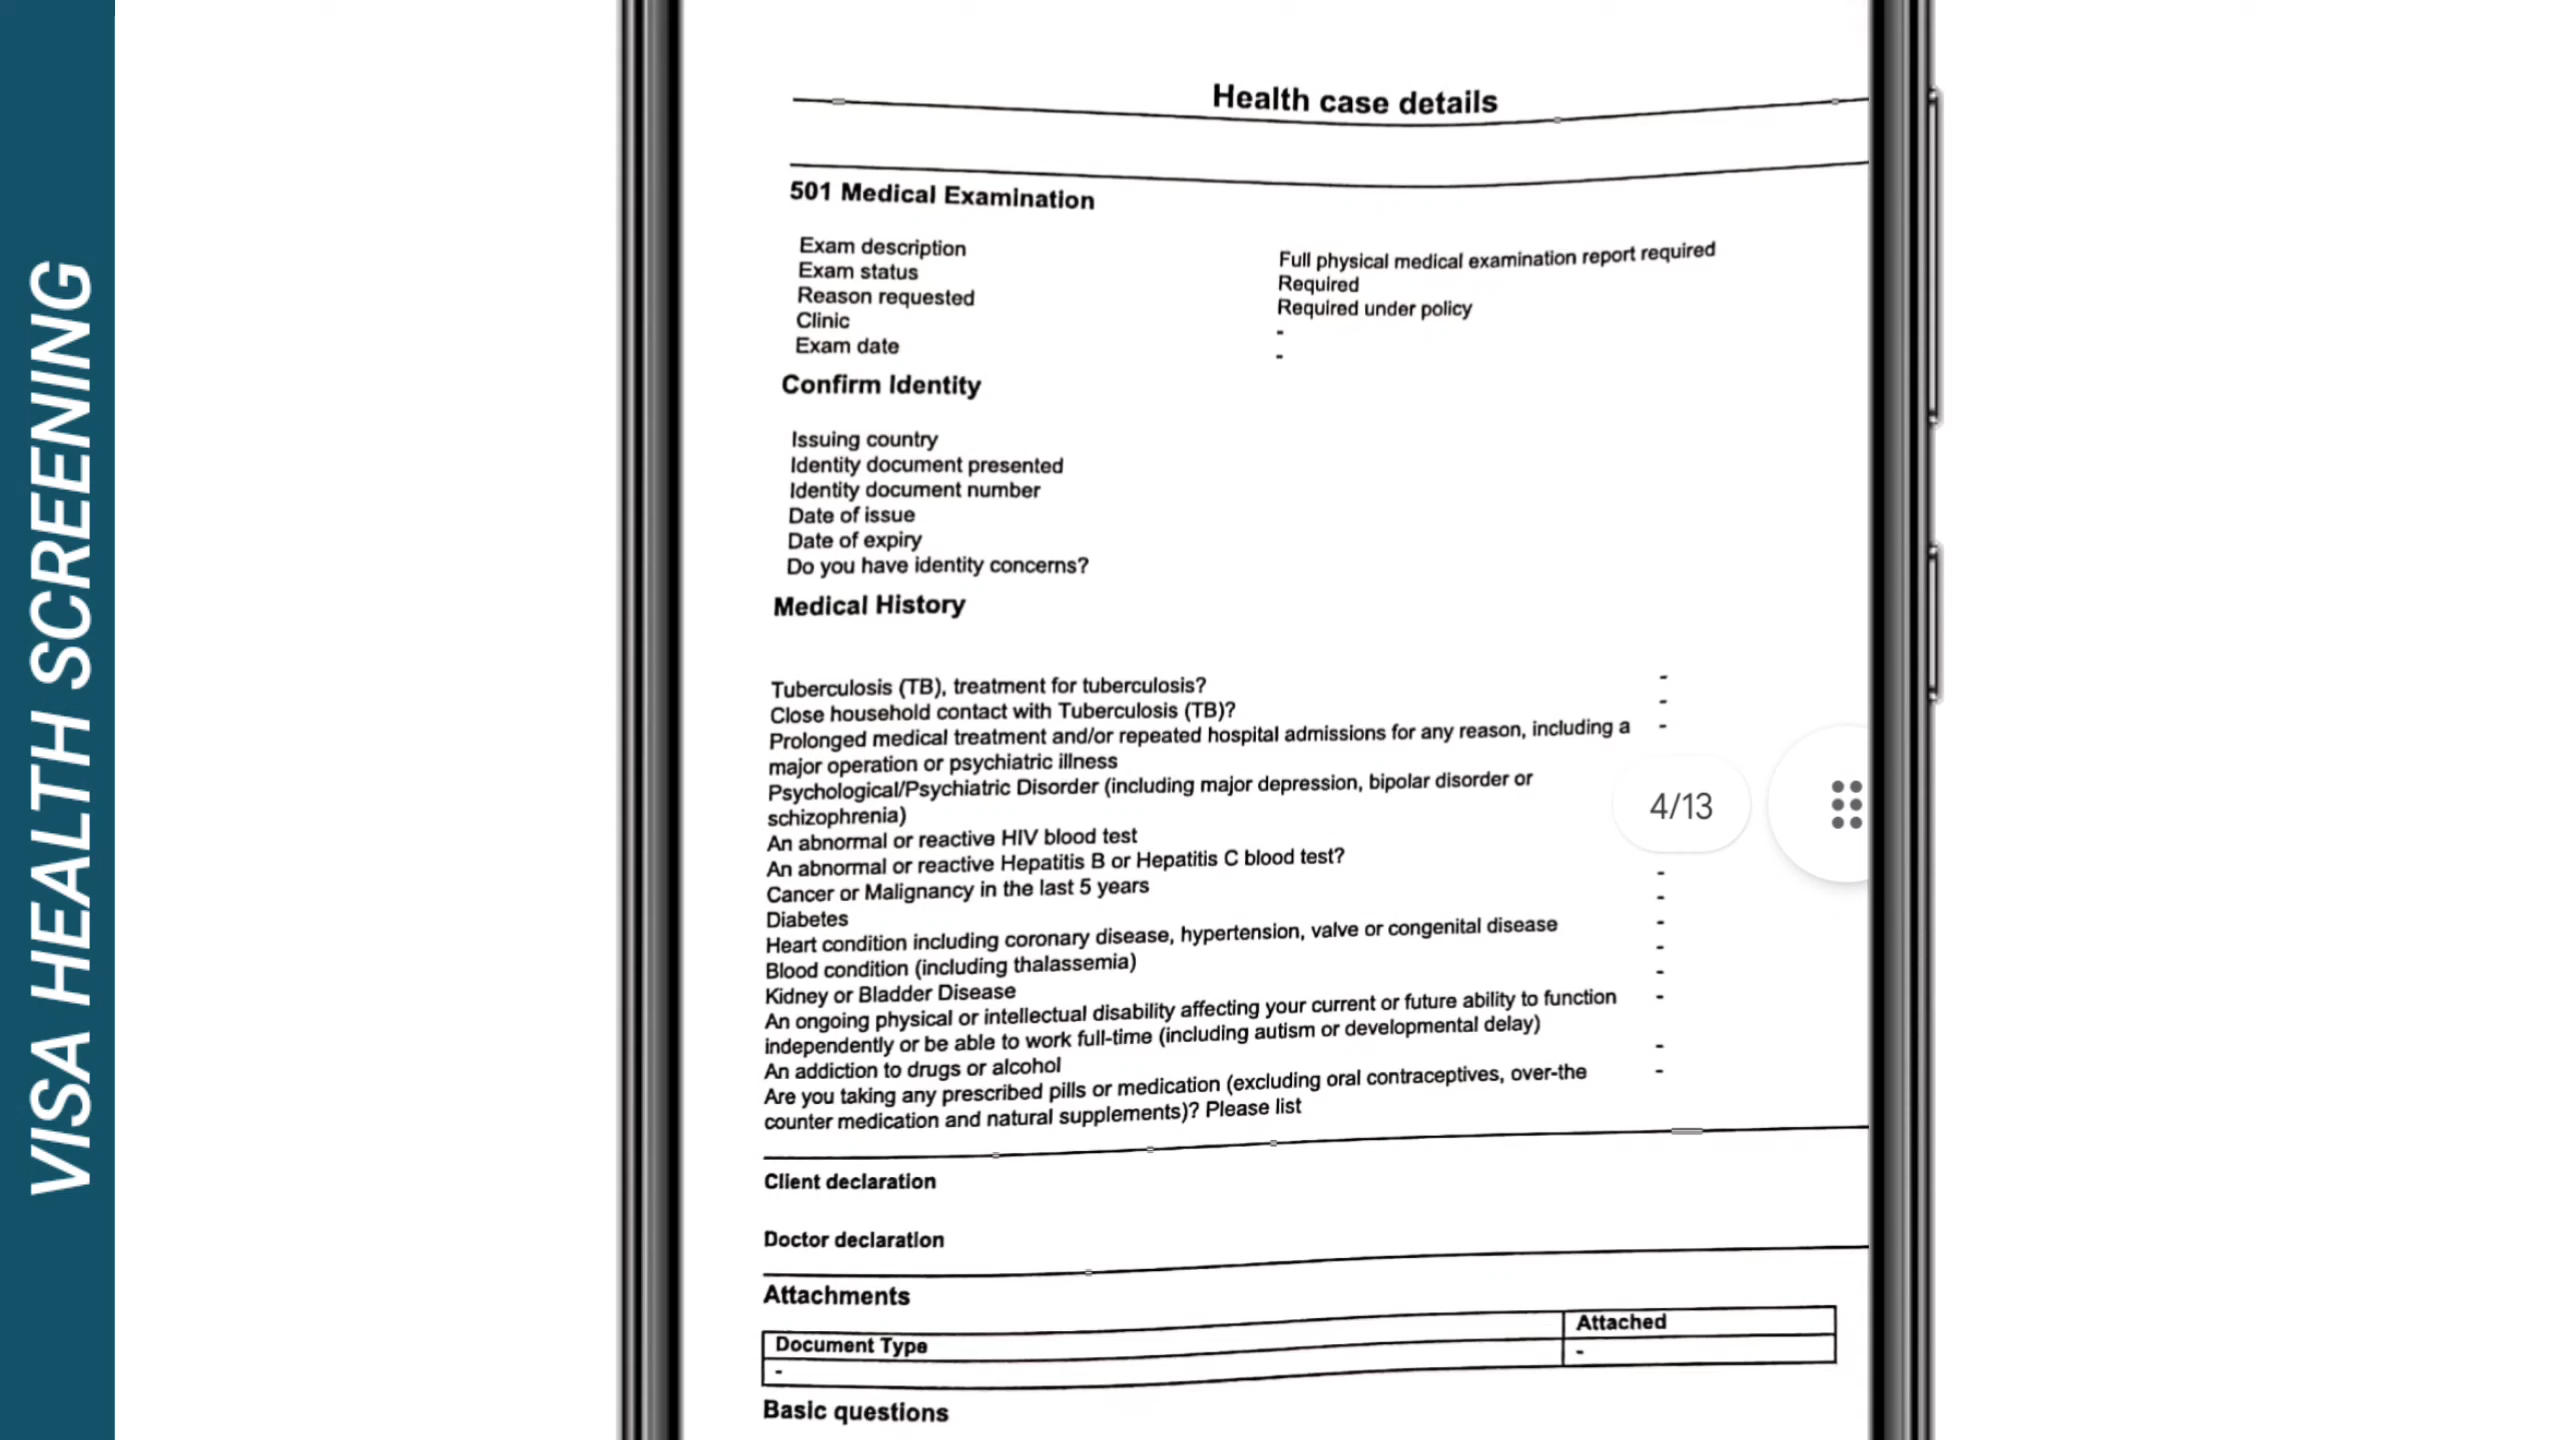 VISA HEALTH SCREENING
Health case details
501 Medical Examination
Exam description
Full physical medical examination report required
Exam status
Required
Reason requested
Required under policy
Clinic
-
Exam date
-
Confirm Identity
Issuing country
Identity document presented
Identity document number
Date of issue
Date of expiry
Do you have identity concerns?
Medical History
Tuberculosis (TB), treatment for tuberculosis? -
Close household contact with Tuberculosis (TB)? -
Prolonged medical treatment and/or repeated hospital admissions for any reason, including a -
major operation or psychiatric illness
Psychological/Psychiatric Disorder (including major depression, bipolar disorder or
schizophrenia)
4/13
An abnormal or reactive HIV blood test
An abnormal or reactive Hepatitis B or Hepatitis C blood test? -
Cancer or Malignancy in the last 5 years -
Diabetes -
Heart condition including coronary disease, hypertension, valve or congenital disease -
Blood condition (including thalassemia) -
Kidney or Bladder Disease -
An ongoing physical or intellectual disability affecting your current or future ability to function
independently or be able to work full-time (including autism or developmental delay)
An addiction to drugs or alcohol -
Are you taking any prescribed pills or medication (excluding oral contraceptives, over-the -
counter medication and natural supplements)? Please list
Client declaration
Doctor declaration
Attachments
Document Type
Attached
-
-
Basic questions